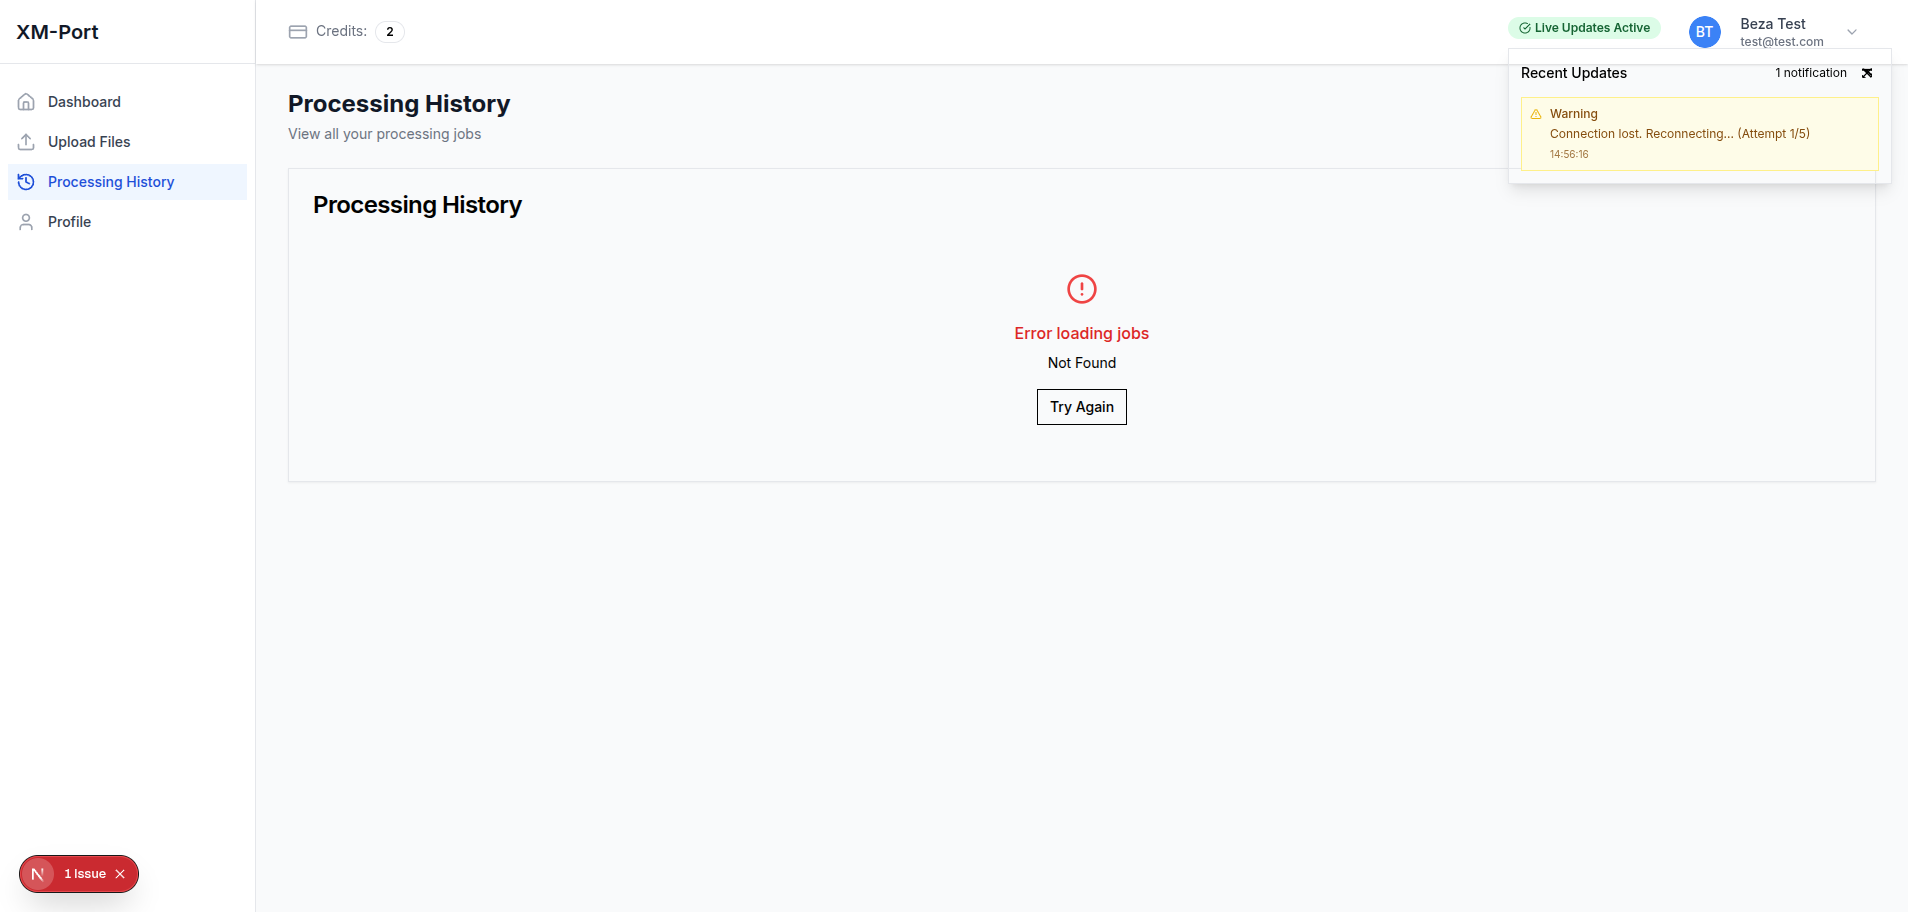 XM-Port
Dashboard
Upload Files
Processing History
Profile
Credits: 2
Live Updates Active
BT
Beza Test
test@test.com
Recent Updates
1 notification
Warning
Connection lost. Reconnecting... (Attempt 1/5)
14:56:16
Processing History
View all your processing jobs
Processing History
Error loading jobs
Not Found
Try Again
N 1 Issue